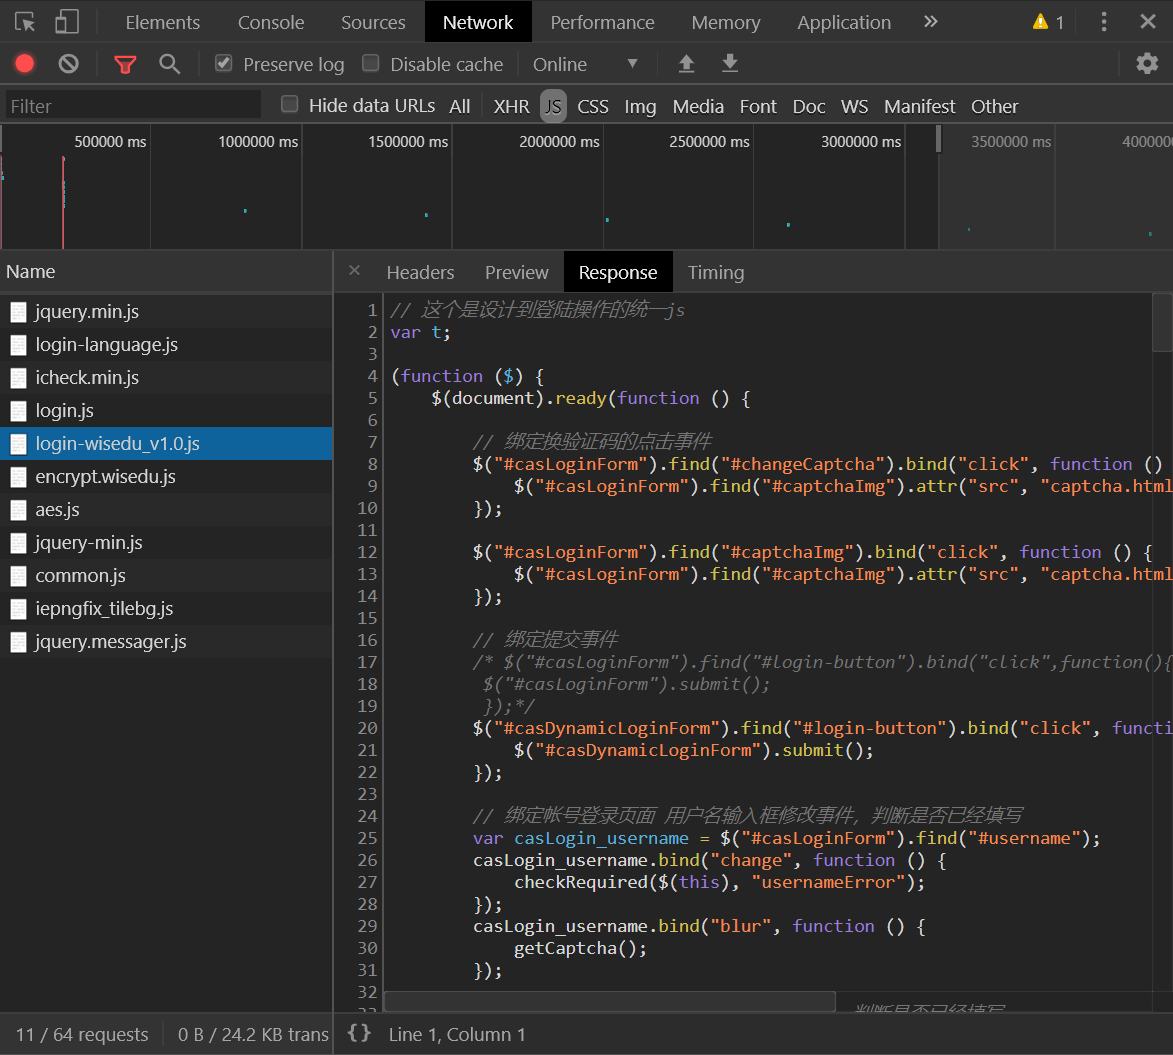 Elements Console Sources Network Performance Memory Application » 1
Preserve log Disable cache Online
Filter Hide data URLs All XHR JS CSS Img Media Font Doc WS Manifest Other
500000 ms 1000000 ms 1500000 ms 2000000 ms 2500000 ms 3000000 ms 3500000 ms 400000
Name
jquery.min.js
login-language.js
icheck.min.js
login.js
login-wisedu_v1.0.js
encrypt.wisedu.js
aes.js
jquery-min.js
common.js
iepngfix_tilebg.js
jquery.messager.js
11 / 64 requests 0 B / 24.2 KB trans
Headers Preview Response Timing
1 // 这个是设计到登陆操作的统一js
2 var t;
3
4 (function ($) {
5 $(document).ready(function () {
6
7 // 绑定换验证码的点击事件
8 $("#casLoginForm").find("#changeCaptcha").bind("click", function ()
9 $("#casLoginForm").find("#captchaImg").attr("src", "captcha.html
10 });
11
12 $("#casLoginForm").find("#captchaImg").bind("click", function () {
13 $("#casLoginForm").find("#captchaImg").attr("src", "captcha.html
14 });
15
16 // 绑定提交事件
17 /* $("#casLoginForm").find("#login-button").bind("click",function(){
18 $("#casLoginForm").submit();
19 });*/
20 $("#casDynamicLoginForm").find("#login-button").bind("click", functi
21 $("#casDynamicLoginForm").submit();
22 });
23
24 // 绑定帐号登录页面 用户名输入框修改事件，判断是否已经填写
25 var casLogin_username = $("#casLoginForm").find("#username");
26 casLogin_username.bind("change", function () {
27 checkRequired($(this), "usernameError");
28 });
29 casLogin_username.bind("blur", function () {
30 getCaptcha();
31 });
32
33 判断是否已经填写
{} Line 1, Column 1